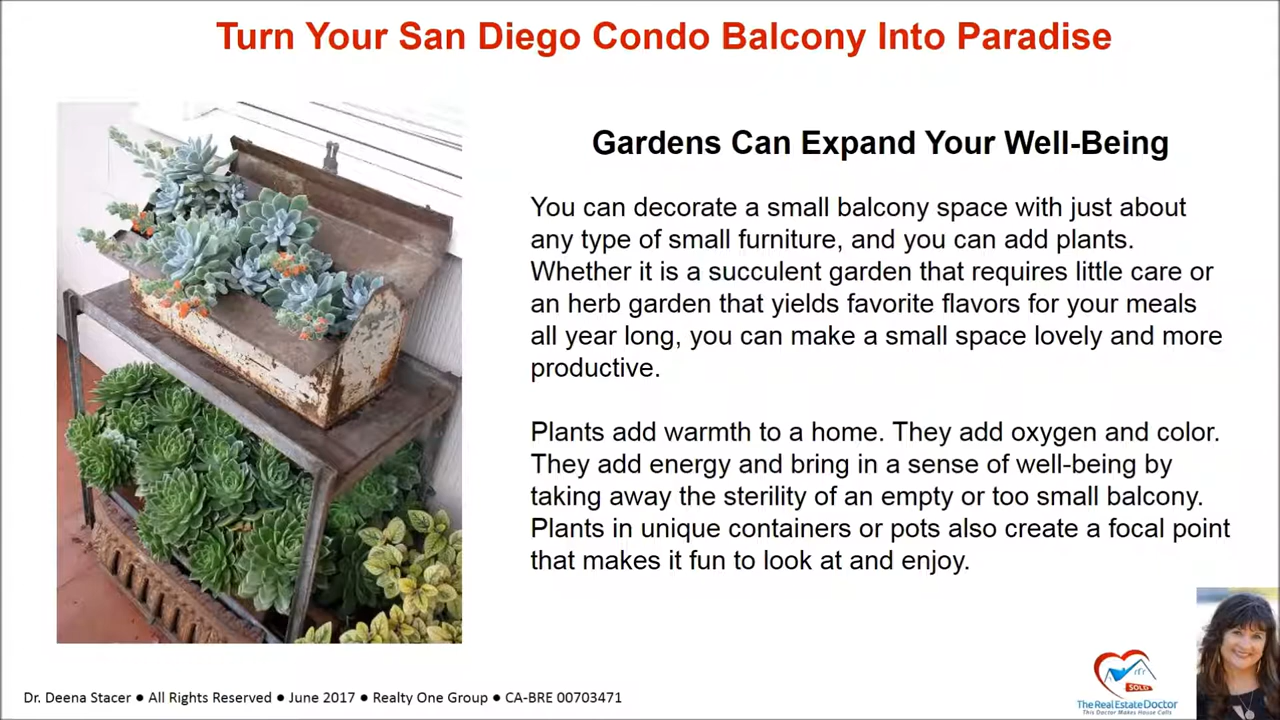 Turn Your San Diego Condo Balcony Into Paradise
Gardens Can Expand Your Well-Being
You can decorate a small balcony space with just about
any type of small furniture, and you can add plants.
Whether it is a succulent garden that requires little care or
an herb garden that yields favorite flavors for your meals
all year long, you can make a small space lovely and more
productive.
Plants add warmth to a home. They add oxygen and color.
They add energy and bring in a sense of well-being by
taking away the sterility of an empty or too small balcony.
Plants in unique containers or pots also create a focal point
that makes it fun to look at and enjoy.
SOLD
The Real Estate Doctor
This Doctor Makes House Calls
Dr. Deena Stacer ● All Rights Reserved ● June 2017 ● Realty One Group ● CA-BRE 00703471